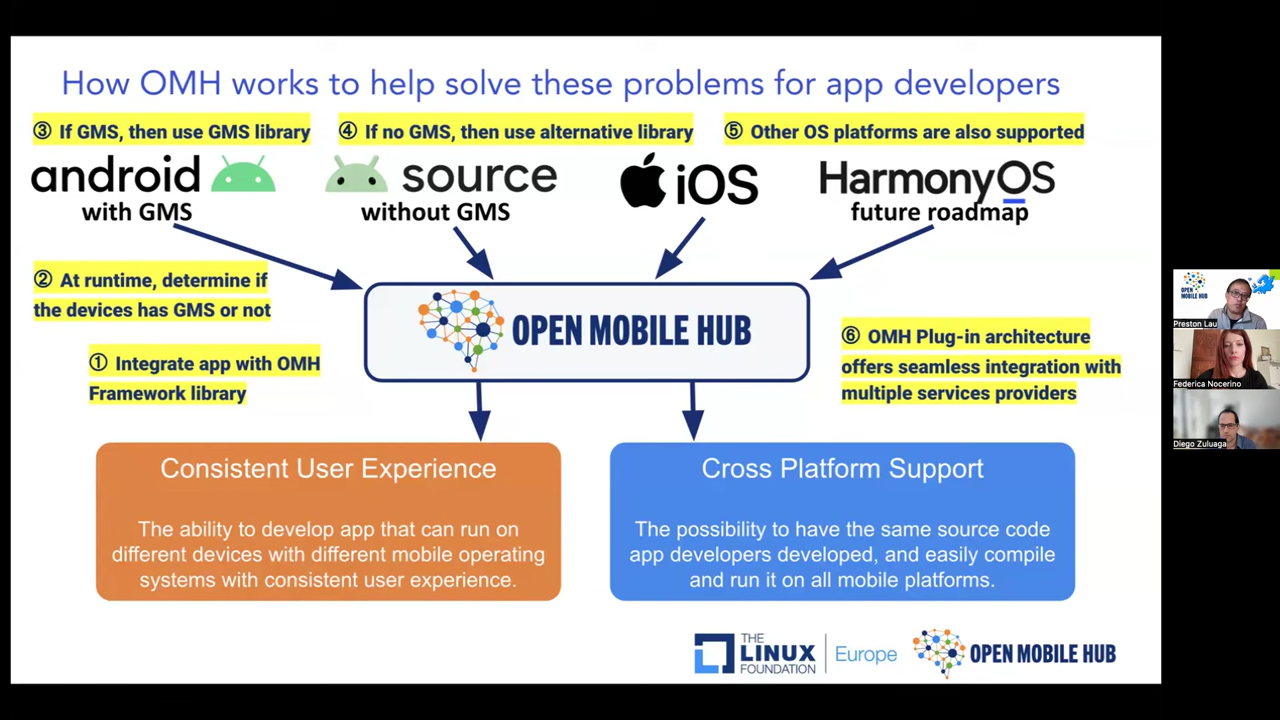 How OMH works to help solve these problems for app developers
③ If GMS, then use GMS library
④ If no GMS, then use alternative library
⑤ Other OS platforms are also supported
android
with GMS
source
without GMS
iOS
HarmonyOS
future roadmap
② At runtime, determine if
the devices has GMS or not
① Integrate app with OMH
Framework library
OPEN MOBILE HUB
⑥ OMH Plug-in architecture
offers seamless integration with
multiple services providers
Consistent User Experience
The ability to develop app that can run on
different devices with different mobile operating
systems with consistent user experience.
Cross Platform Support
The possibility to have the same source code
app developers developed, and easily compile
and run it on all mobile platforms.
THE
LINUX
FOUNDATION
Europe
OPEN MOBILE HUB
OPEN
MOBILE HUB
Preston Lau
Federica Nocerino
Diego Zuluaga